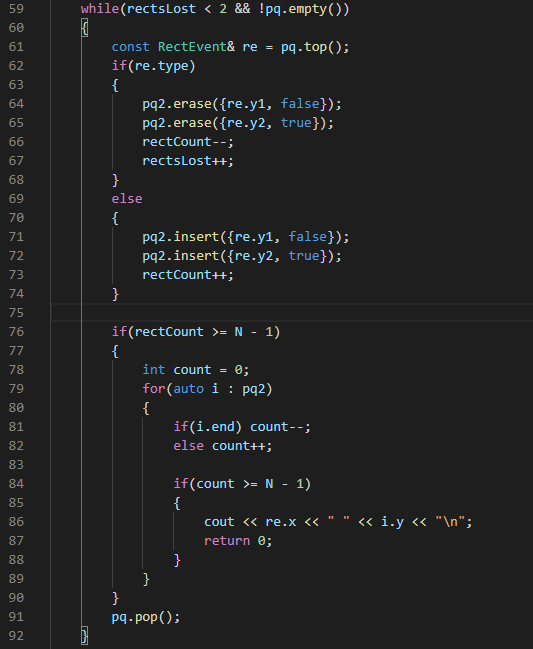 59 while(rectsLost < 2 && !pq.empty())
60 {
61 const RectEvent& re = pq.top();
62 if(re.type)
63 {
64 pq2.erase({re.y1, false});
65 pq2.erase({re.y2, true});
66 rectCount--;
67 rectsLost++;
68 }
69 else
70 {
71 pq2.insert({re.y1, false});
72 pq2.insert({re.y2, true});
73 rectCount++;
74 }
75
76 if(rectCount >= N - 1)
77 {
78 int count = 0;
79 for(auto i : pq2)
80 {
81 if(i.end) count--;
82 else count++;
83
84 if(count >= N - 1)
85 {
86 cout << re.x << " " << i.y << "\n";
87 return 0;
88 }
89 }
90 }
91 pq.pop();
92 }